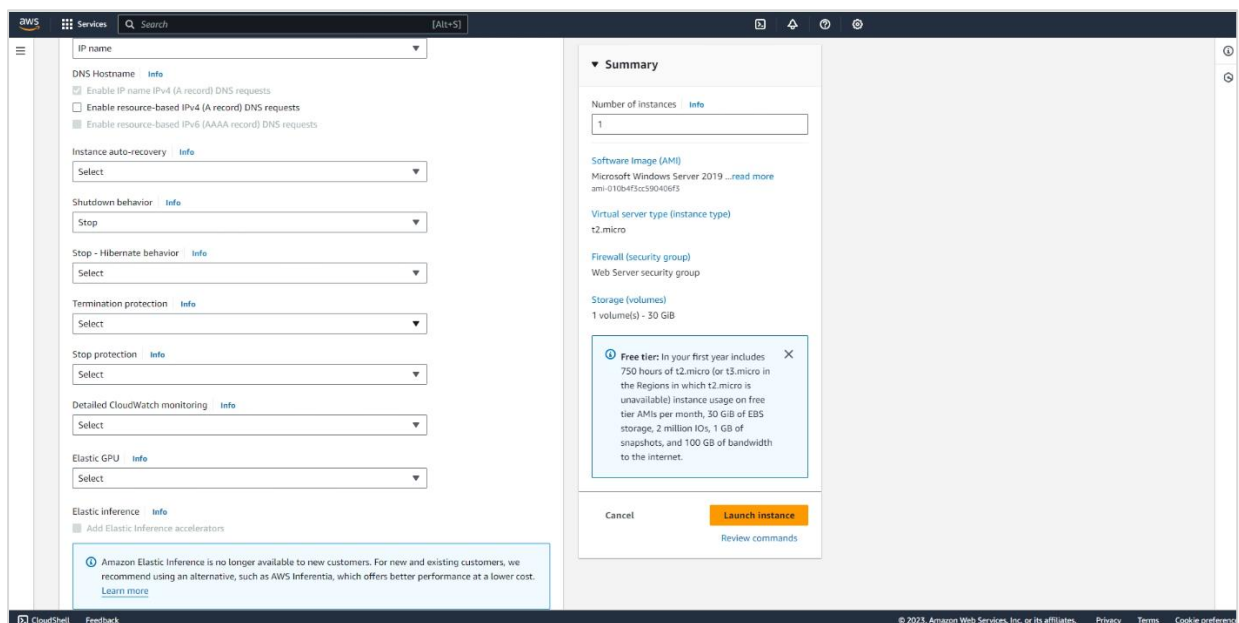 aws
Services
Search
[Alt+S]
IP name
DNS Hostname Info
Enable IP name IPv4 (A record) DNS requests
Enable resource-based IPv4 (A record) DNS requests
Enable resource-based IPv6 (AAAA record) DNS requests
Instance auto-recovery Info
Select
Shutdown behavior Info
Stop
Stop - Hibernate behavior Info
Select
Termination protection Info
Select
Stop protection Info
Select
Detailed CloudWatch monitoring Info
Select
Elastic GPU Info
Select
Elastic inference Info
Add Elastic Inference accelerators
Amazon Elastic Inference is no longer available to new customers. For new and existing customers, we
recommend using an alternative, such as AWS Inferentia, which offers better performance at a lower cost.
Learn more
Summary
Number of instances Info
1
Software Image (AMI)
Microsoft Windows Server 2019 ...read more
ami-010b4f3cc590406f3
Virtual server type (instance type)
t2.micro
Firewall (security group)
Web Server security group
Storage (volumes)
1 volume(s) - 30 GiB
Free tier: In your first year includes
750 hours of t2.micro (or t3.micro in
the Regions in which t2.micro is
unavailable) instance usage on free
tier AMIs per month, 30 GiB of EBS
storage, 2 million IOs, 1 GB of
snapshots, and 100 GB of bandwidth
to the internet.
Cancel
Launch instance
Review commands
CloudShell
Feedback
© 2023, Amazon Web Services, Inc. or its affiliates.
Privacy
Terms
Cookie preference